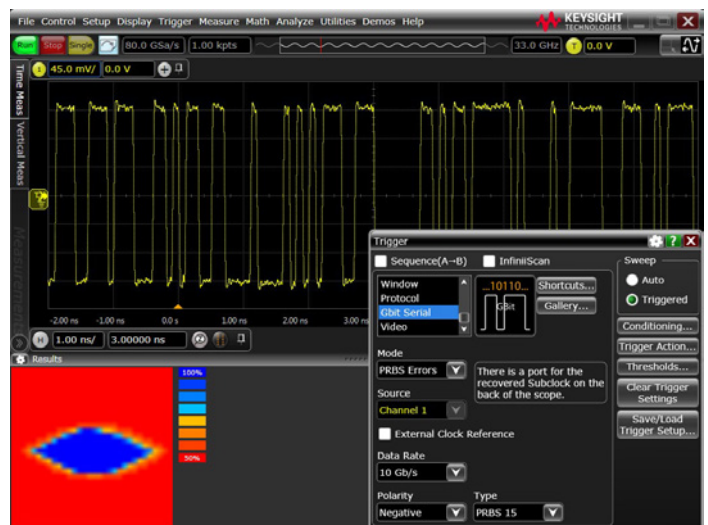 File Control Setup Display Trigger Measure Math Analyze Utilities Demos Help
KEYSIGHT
TECHNOLOGIES
Run Stop Single 80.0 GSa/s 1.00 kpts 33.0 GHz T 0.0 V
1 45.0 mV/ 0.0 V
Time Meas
Vertical Meas
Measurements
-2.00 ns -1.00 ns 0.0 s 1.00 ns 2.00 ns 3.00 ns
H 1.00 ns/ 3.00000 ns
Results
100%
50%
Trigger
Sequence(A→B) InfiniiScan
Window
Protocol
Gbit Serial
Video
...10110...
GBit
Shortcuts...
Gallery...
Mode
PRBS Errors
There is a port for the
recovered Subclock on the
back of the scope.
Source
Channel 1
External Clock Reference
Data Rate
10 Gb/s
Polarity Type
Negative PRBS 15
Sweep
Auto
Triggered
Conditioning...
Trigger Action...
Thresholds...
Clear Trigger
Settings
Save/Load
Trigger Setup...